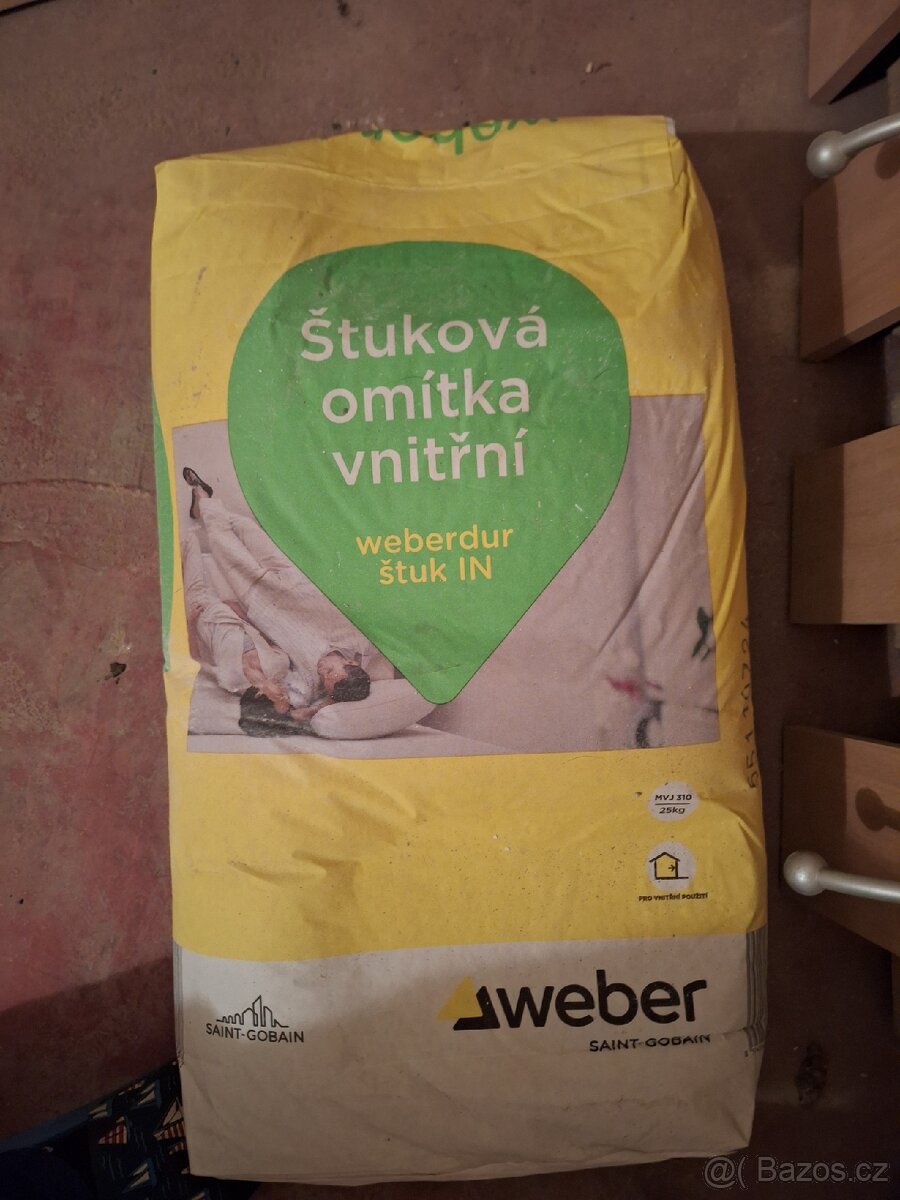 weber
Štuková
omítka
vnitřní
weberdur
štuk IN
MVJ 310
25kg
PRO VNITŘNÍ POUŽITÍ
SAINT-GOBAIN
weber
SAINT-GOBAIN
@( Bazos.cz